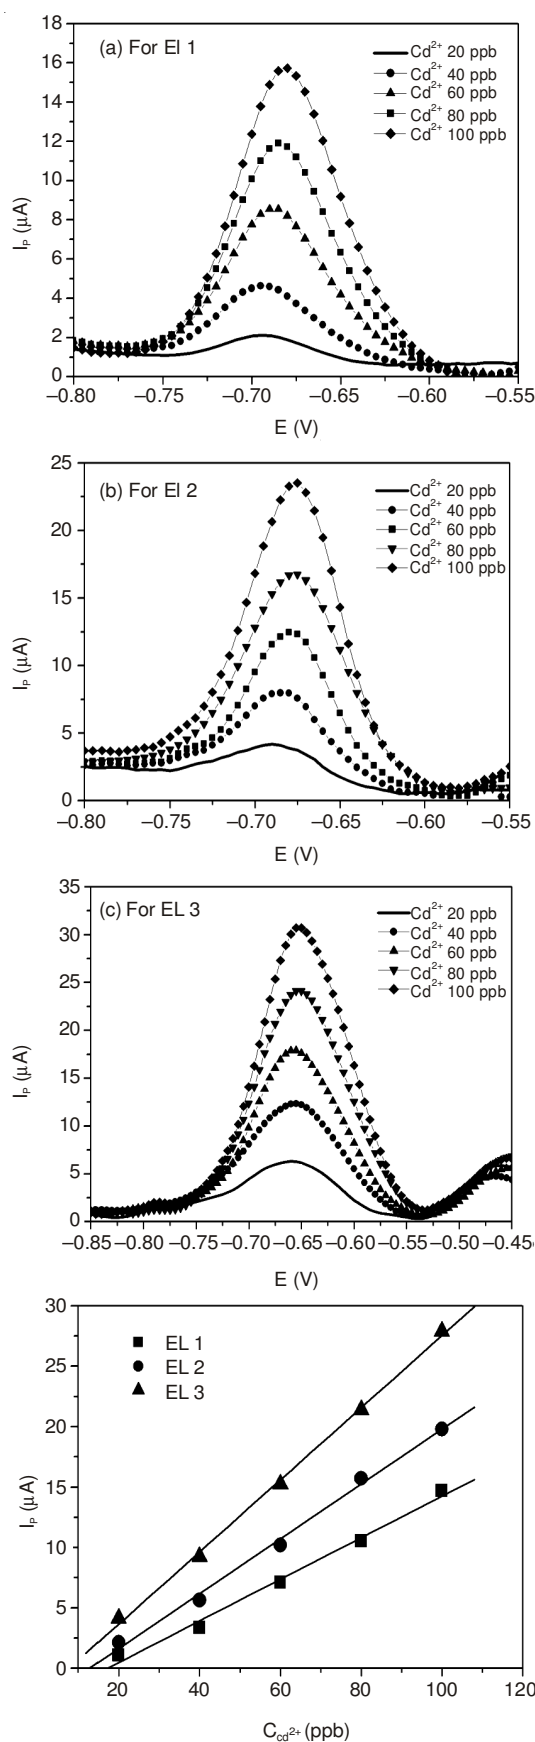 18
16
14
12
10
8
6
4
2
0
I_P (μA)
(a) For El 1
Cd²⁺ 20 ppb
Cd²⁺ 40 ppb
Cd²⁺ 60 ppb
Cd²⁺ 80 ppb
Cd²⁺ 100 ppb
−0.80 −0.75 −0.70 −0.65 −0.60 −0.55
E (V)
25
20
15
10
5
0
I_P (μA)
(b) For El 2
Cd²⁺ 20 ppb
Cd²⁺ 40 ppb
Cd²⁺ 60 ppb
Cd²⁺ 80 ppb
Cd²⁺ 100 ppb
−0.80 −0.75 −0.70 −0.65 −0.60 −0.55
E (V)
35
30
25
20
15
10
5
0
I_P (μA)
(c) For EL 3
Cd²⁺ 20 ppb
Cd²⁺ 40 ppb
Cd²⁺ 60 ppb
Cd²⁺ 80 ppb
Cd²⁺ 100 ppb
−0.85 −0.80 −0.75 −0.70 −0.65 −0.60 −0.55 −0.50 −0.45
E (V)
30
25
20
15
10
5
0
I_P (μA)
EL 1
EL 2
EL 3
20 40 60 80 100 120
C_cd²⁺ (ppb)